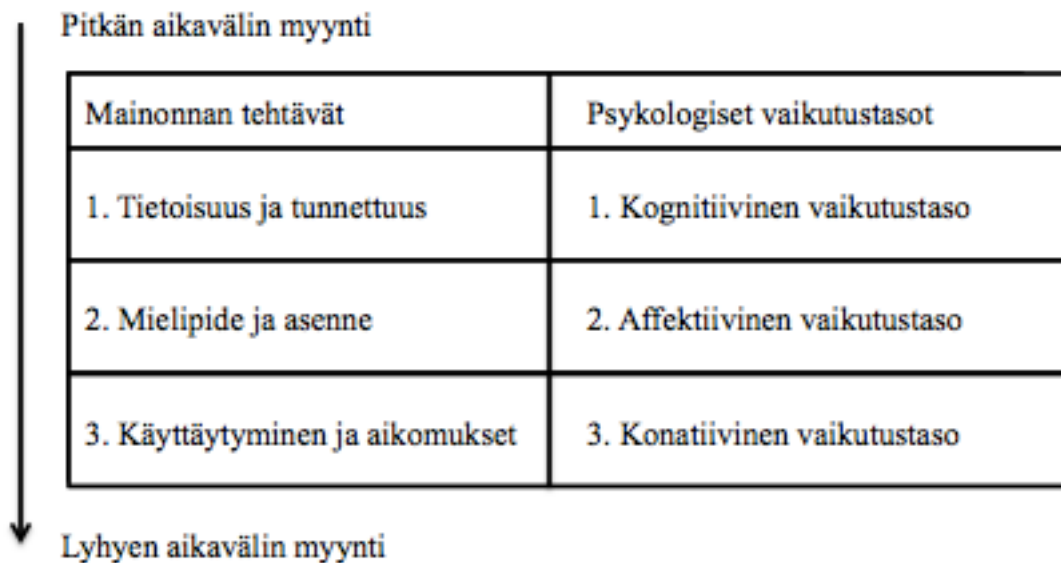 Pitkän aikavälin myynti
Mainonnan tehtävät
Psykologiset vaikutustasot
1. Tietoisuus ja tunnettuus
1. Kognitiivinen vaikutustaso
2. Mielipide ja asenne
2. Affektiivinen vaikutustaso
3. Käyttäytyminen ja aikomukset
3. Konatiivinen vaikutustaso
Lyhyen aikavälin myynti